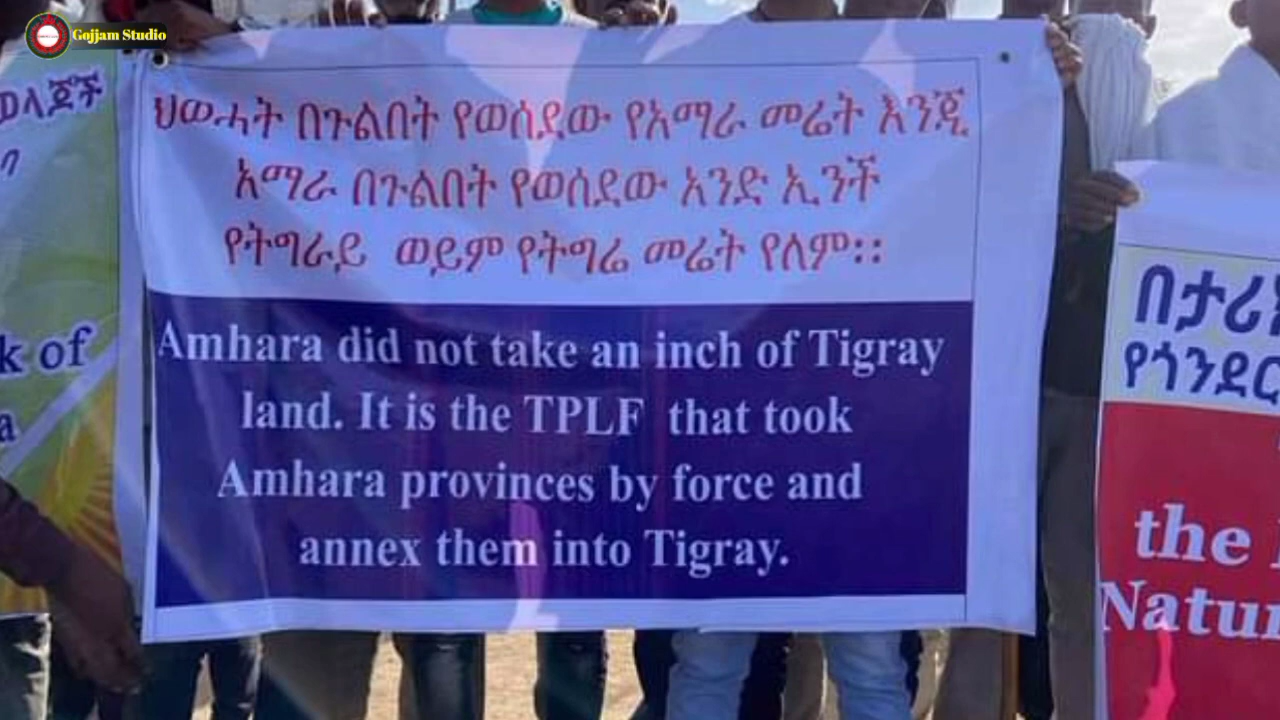 Gojjam Studio
ህወሓት በጉልበት የወሰደው የአማራ መሬት እንጂ
አማራ በጉልበት የወሰደው አንድ ኢንች
የትግራይ ወይም የትግሬ መሬት የለም፡፡
Amhara did not take an inch of Tigray
land. It is the TPLF that took
Amhara provinces by force and
annex them into Tigray.
of
the